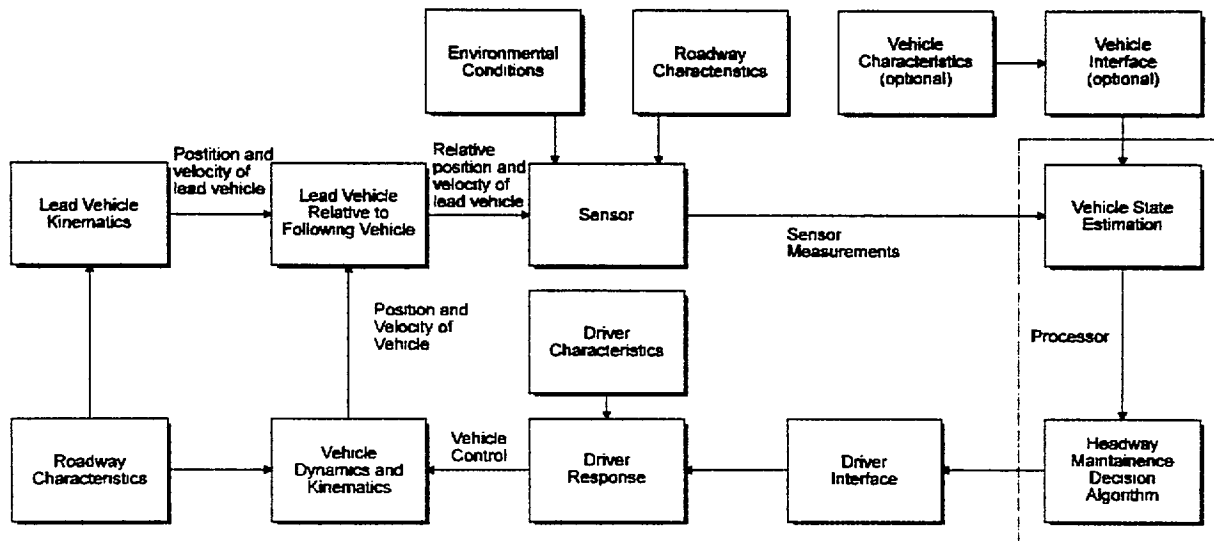 Environmental
Conditions
Roadway
Characteristics
Vehicle
Characteristics
(optional)
Vehicle
Interface
(optional)
Postition and
velocity of
lead vehicle
Relative
position and
velocity of
lead vehicle
Lead Vehicle
Kinematics
Lead Vehicle
Relative to
Following Vehicle
Sensor
Sensor
Measurements
Vehicle State
Estimation
Position and
Velocity of
Vehicle
Driver
Characteristics
Processor
Roadway
Characteristics
Vehicle
Dynamics and
Kinematics
Vehicle
Control
Driver
Response
Driver
Interface
Headway
Maintainence
Decision
Algorithm